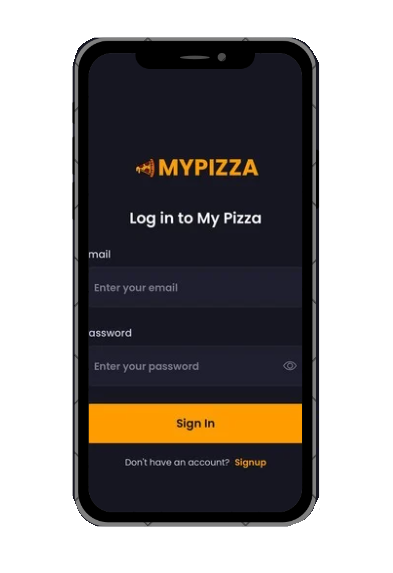 MYPIZZA
Log in to My Pizza
mail
Enter your email
assword
Enter your password
Sign In
Don't have an account? Signup